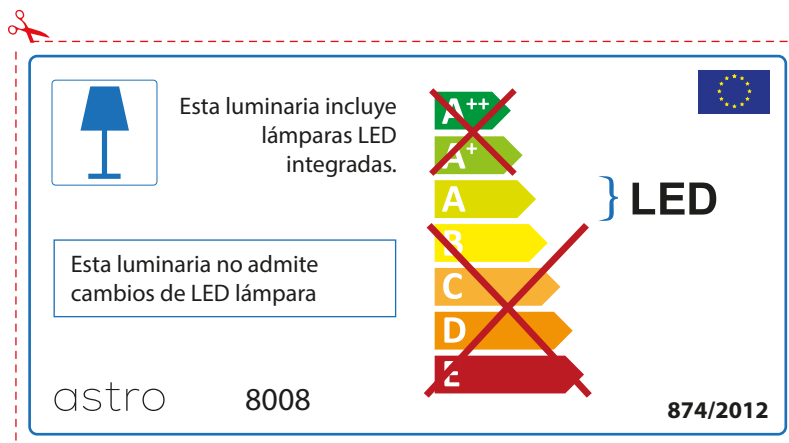 Esta luminaria incluye
lámparas LED
integradas.
A++
A+
A
B
C
D
E
LED
Esta luminaria no admite
cambios de LED lámpara
astro
8008
874/2012